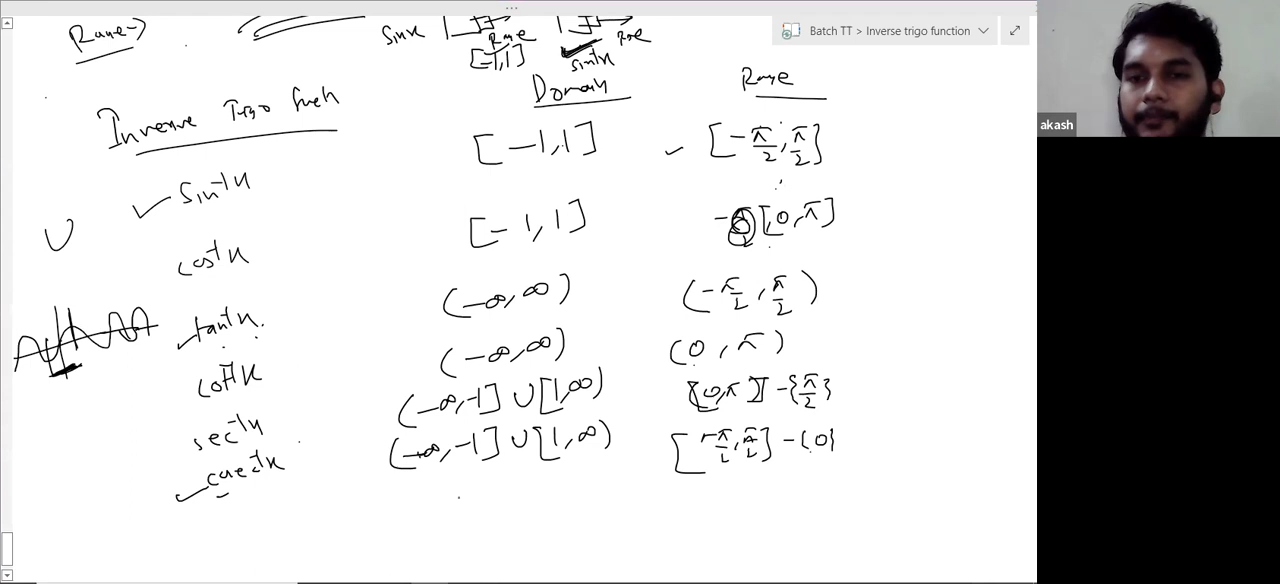 Range→
sinx Range Range
[-1,1] sin⁻¹x
Batch TT > Inverse trigo function
akash
Inverse Trigo func Domain Range
sin⁻¹x [-1,1] [-π/2, π/2]
cos⁻¹x [-1,1] [0,π]
tan⁻¹x (-∞,∞) (-π/2, π/2)
cot⁻¹x (-∞,∞) (0,π)
sec⁻¹x (-∞,-1] ∪ [1,∞) [0,π] -{π/2}
cosec⁻¹x (-∞,-1] ∪ [1,∞) [-π/2, π/2] -{0}